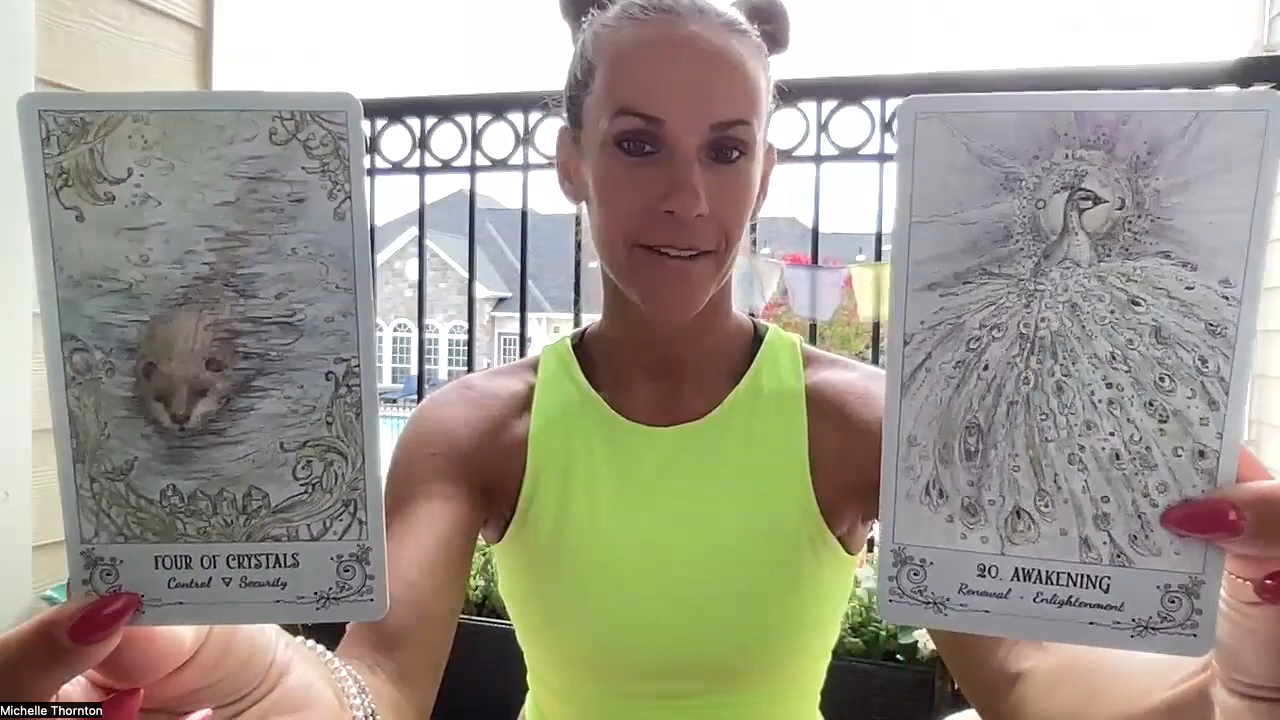 FOUR OF CRYSTALS
Control ▽ Security
20. AWAKENING
Renewal · Enlightenment
Michelle Thornton